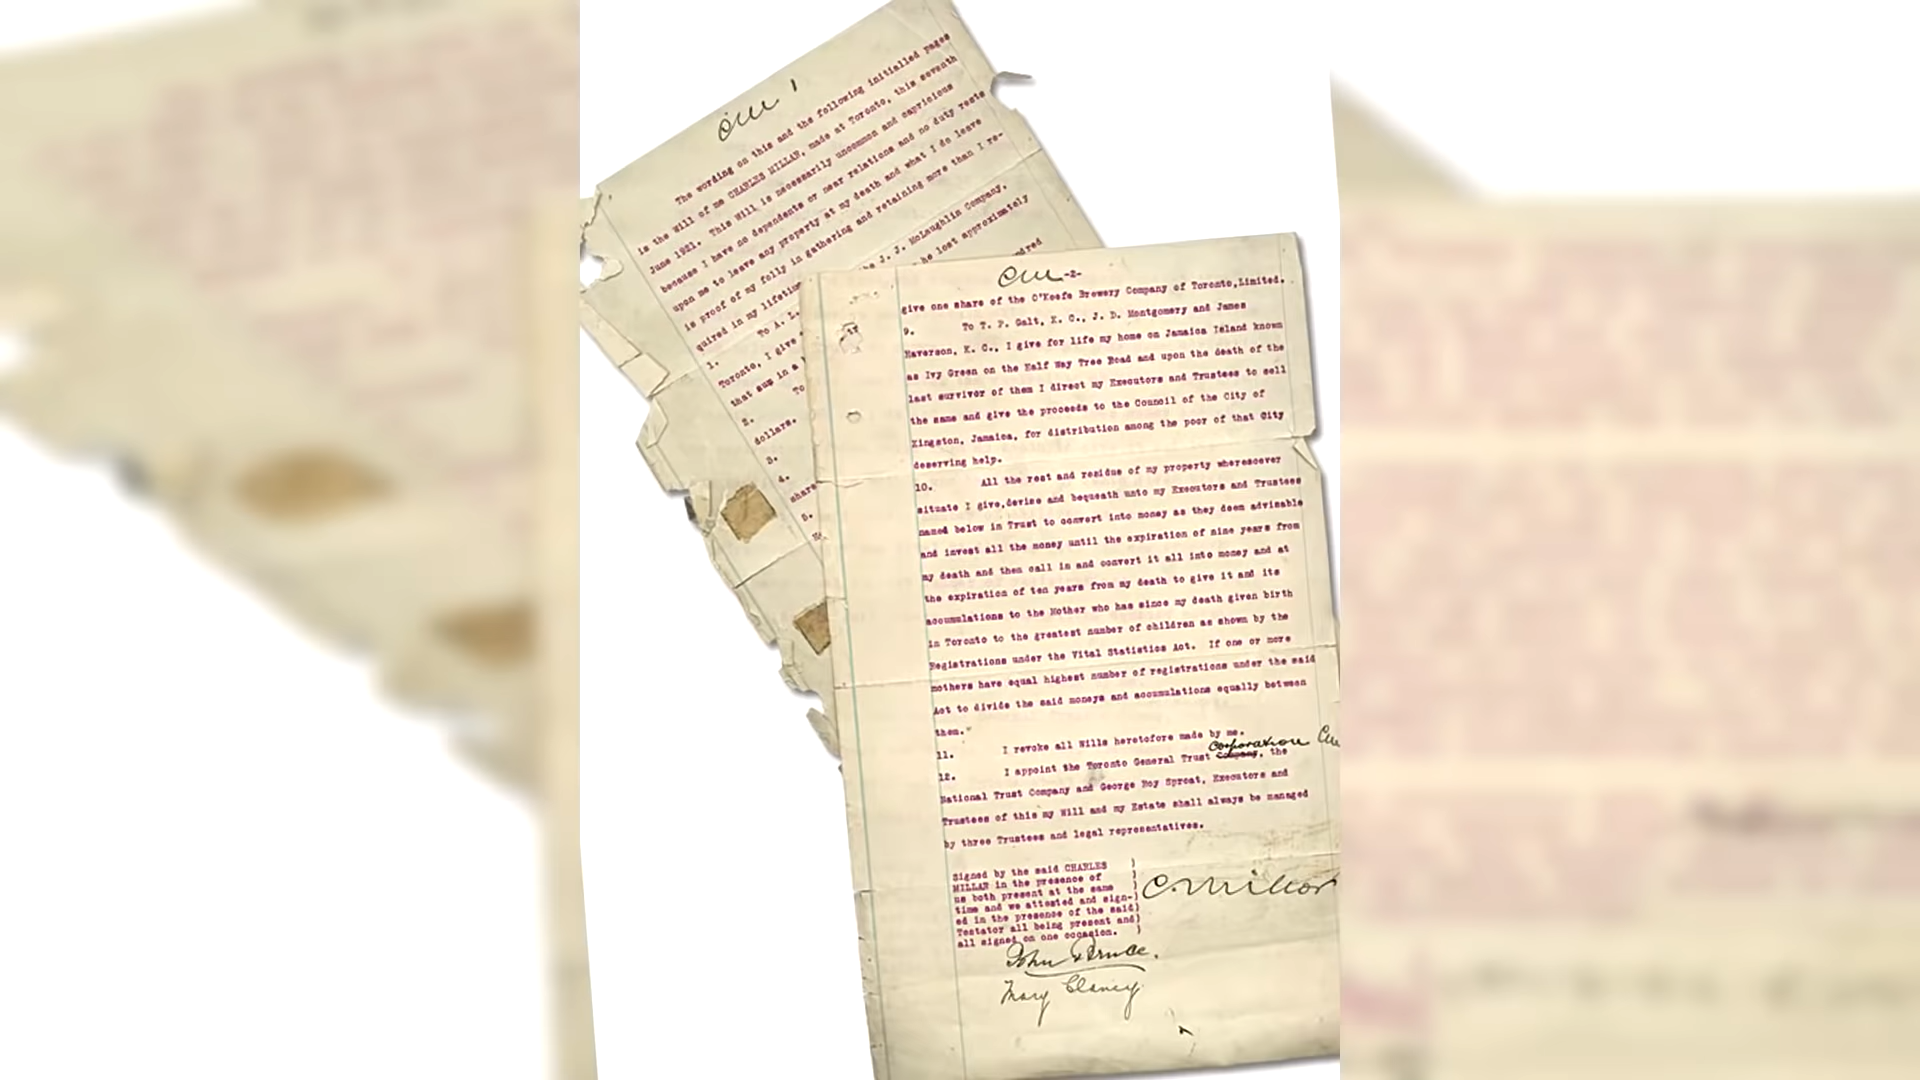 CM 1
The wording on this and the following initialled pages
is the Will of me CHARLES MILLAR, made at Toronto, this seventh
June 1921. This Will is necessarily uncommon and capricious
because I have no dependents or near relations and no duty rests
upon me to leave any property at my death and what I do leave
is proof of my folly in gathering and retaining more than I re-
quired in my lifetim
1. To A. L.
Toronto, I give
that sum in a
2. To
dollars.
3.
4.
share
5.
J. J. McLaughlin Company,
he lost approximately
CM -2-
give one share of the O'Keefe Brewery Company of Toronto,Limited.
9. To T. P. Galt, K. C., J. D. Montgomery and James
Haverson, K. C., I give for life my home on Jamaica Island known
as Ivy Green on the Half Way Tree Road and upon the death of the
last survivor of them I direct my Executors and Trustees to sell
the same and give the proceeds to the Council of the City of
Kingston, Jamaica, for distribution among the poor of that City
deserving help.
10. All the rest and residue of my property wheresoever
situate I give,devise and bequeath unto my Executors and Trustees
named below in Trust to convert into money as they deem advisable
and invest all the money until the expiration of nine years from
my death and then call in and convert it all into money and at
the expiration of ten years from my death to give it and its
accumulations to the Mother who has since my death given birth
in Toronto to the greatest number of children as shown by the
Registrations under the Vital Statistics Act. If one or more
mothers have equal highest number of registrations under the said
Act to divide the said moneys and accumulations equally between
them.
11. I revoke all Wills heretofore made by me.
Corporation CM
12. I appoint the Toronto General Trust Company, the
National Trust Company and George Roy Sproat, Executors and
Trustees of this my Will and my Estate shall always be managed
by three Trustees and legal representatives.
Signed by the said CHARLES )
MILLAR in the presence of )
us both present at the same )
time and we attested and sign-)
ed in the presence of the said)
Testator all being present and)
all signed on one occasion. )
C. Millar
Mary Clancy